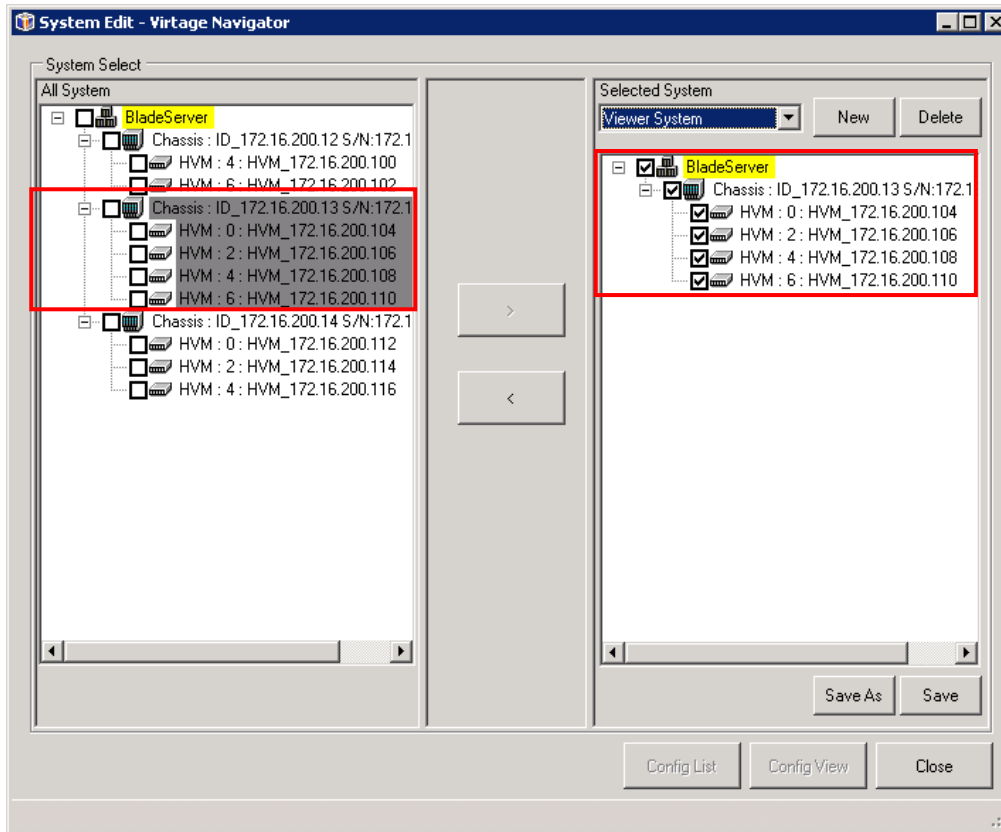 System Edit - Virtage Navigator
System Select
All System
BladeServer
Chassis : ID_172.16.200.12 S/N:172.1
HVM : 4 : HVM_172.16.200.100
HVM : 6 : HVM_172.16.200.102
Chassis : ID_172.16.200.13 S/N:172.1
HVM : 0 : HVM_172.16.200.104
HVM : 2 : HVM_172.16.200.106
HVM : 4 : HVM_172.16.200.108
HVM : 6 : HVM_172.16.200.110
Chassis : ID_172.16.200.14 S/N:172.1
HVM : 0 : HVM_172.16.200.112
HVM : 2 : HVM_172.16.200.114
HVM : 4 : HVM_172.16.200.116
>
<
Selected System
Viewer System
New
Delete
BladeServer
Chassis : ID_172.16.200.13 S/N:172.1
HVM : 0 : HVM_172.16.200.104
HVM : 2 : HVM_172.16.200.106
HVM : 4 : HVM_172.16.200.108
HVM : 6 : HVM_172.16.200.110
Save As
Save
Config List
Config View
Close